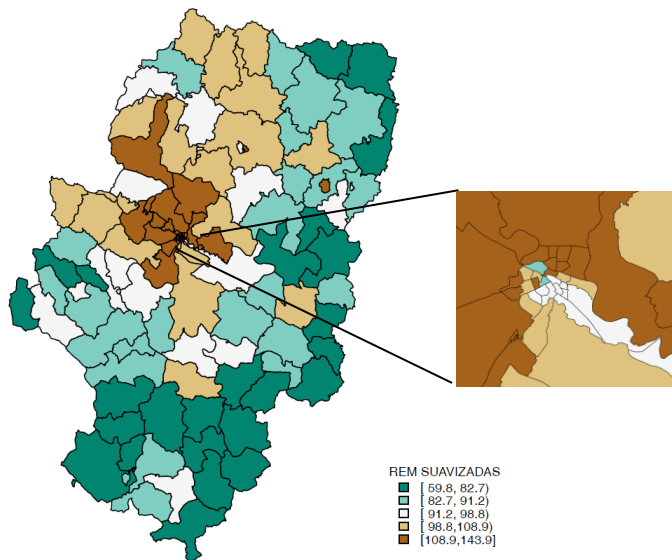 REM SUAVIZADAS
[ 59.8, 82.7)
[ 82.7, 91.2)
[ 91.2, 98.8)
[ 98.8,108.9)
[108.9,143.9]